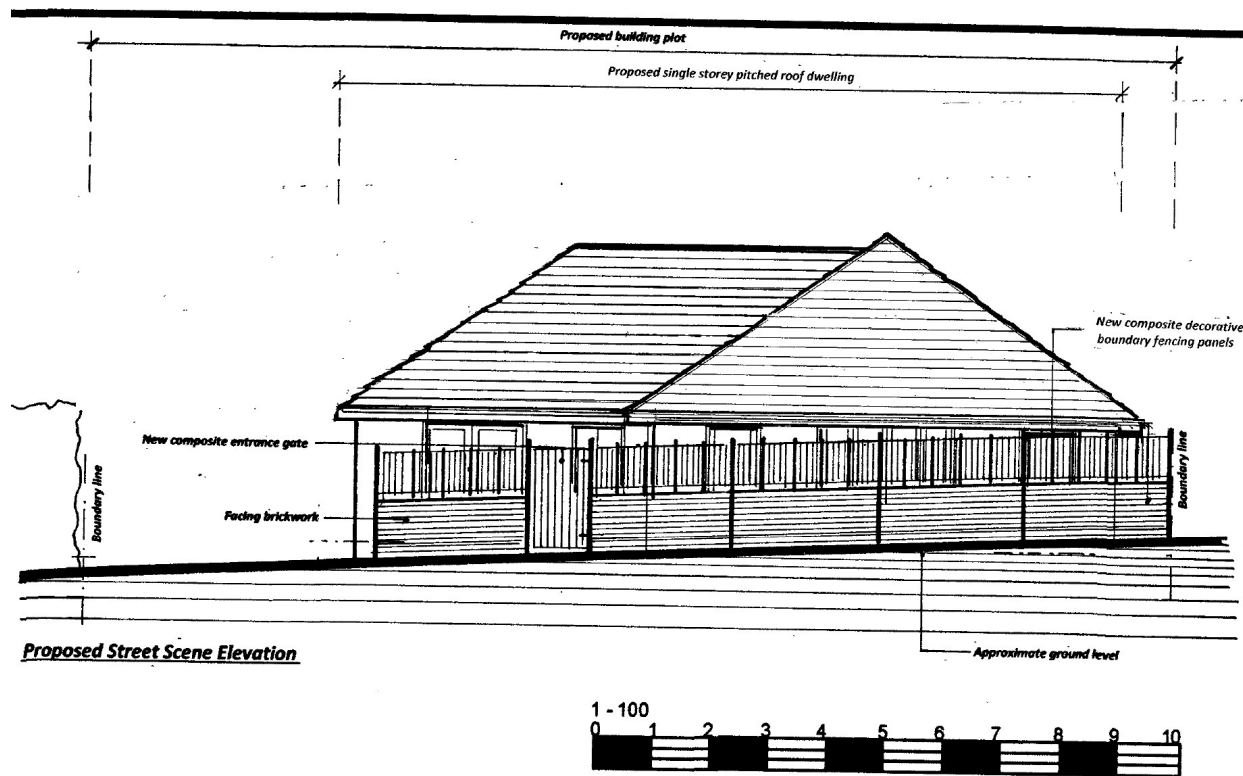 Proposed building plot
Proposed single storey pitched roof dwelling
New composite decorative
boundary fencing panels
New composite entrance gate
Boundary line
Boundary line
Facing brickwork
Proposed Street Scene Elevation
Approximate ground level
1 - 100
0 1 2 3 4 5 6 7 8 9 10